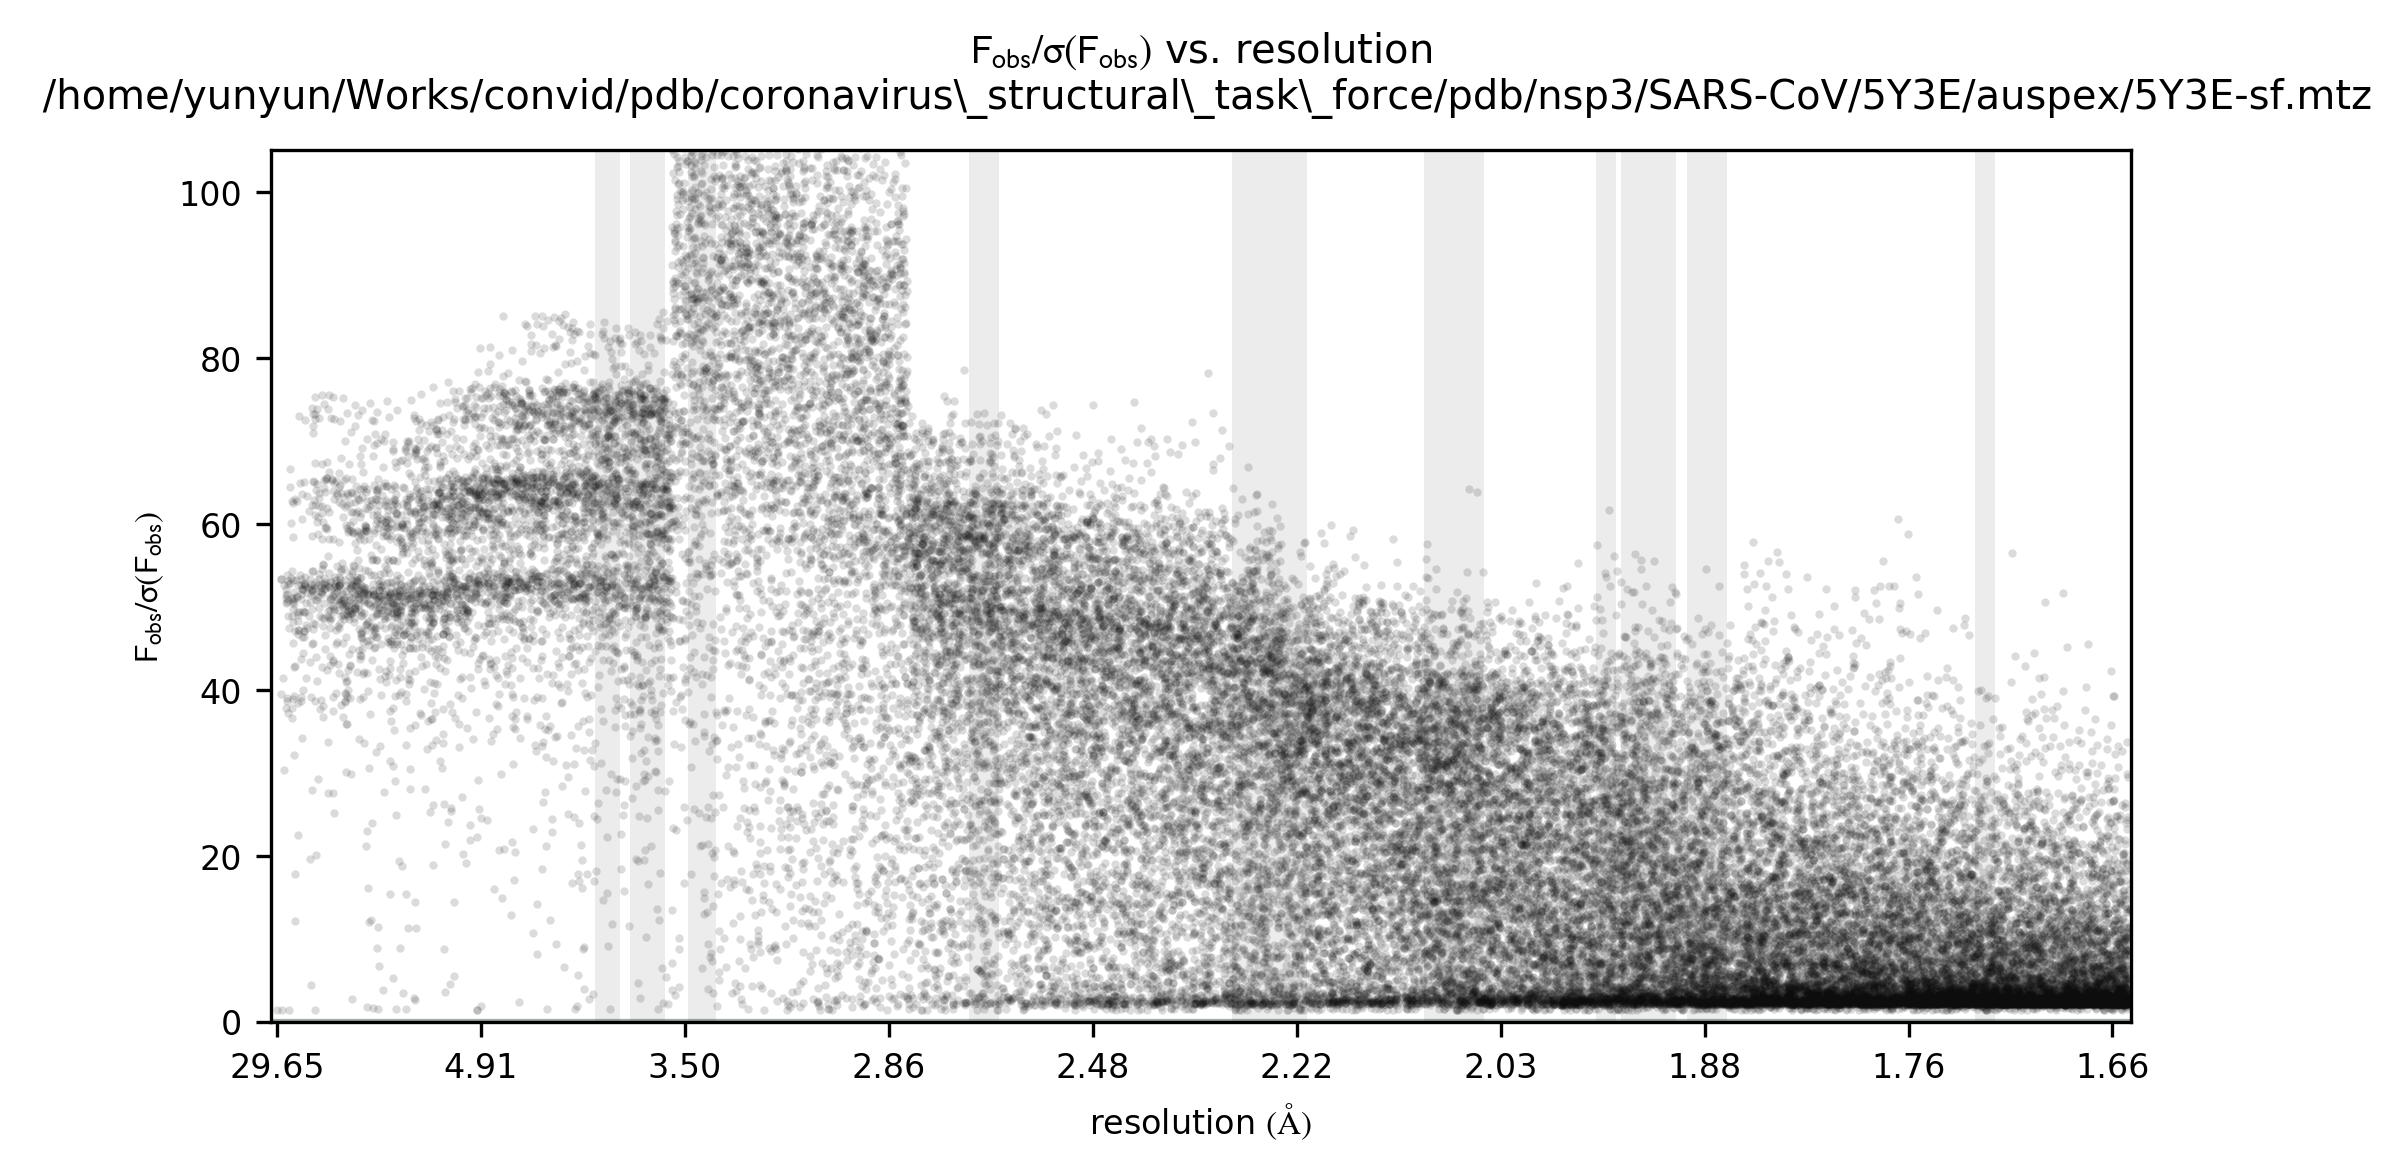 Fobs/σ(Fobs) vs. resolution
/home/yunyun/Works/convid/pdb/coronavirus\_structural\_task\_force/pdb/nsp3/SARS-CoV/5Y3E/auspex/5Y3E-sf.mtz
Fobs/σ(Fobs)
100
80
60
40
20
0
29.65 4.91 3.50 2.86 2.48 2.22 2.03 1.88 1.76 1.66
resolution (Å)